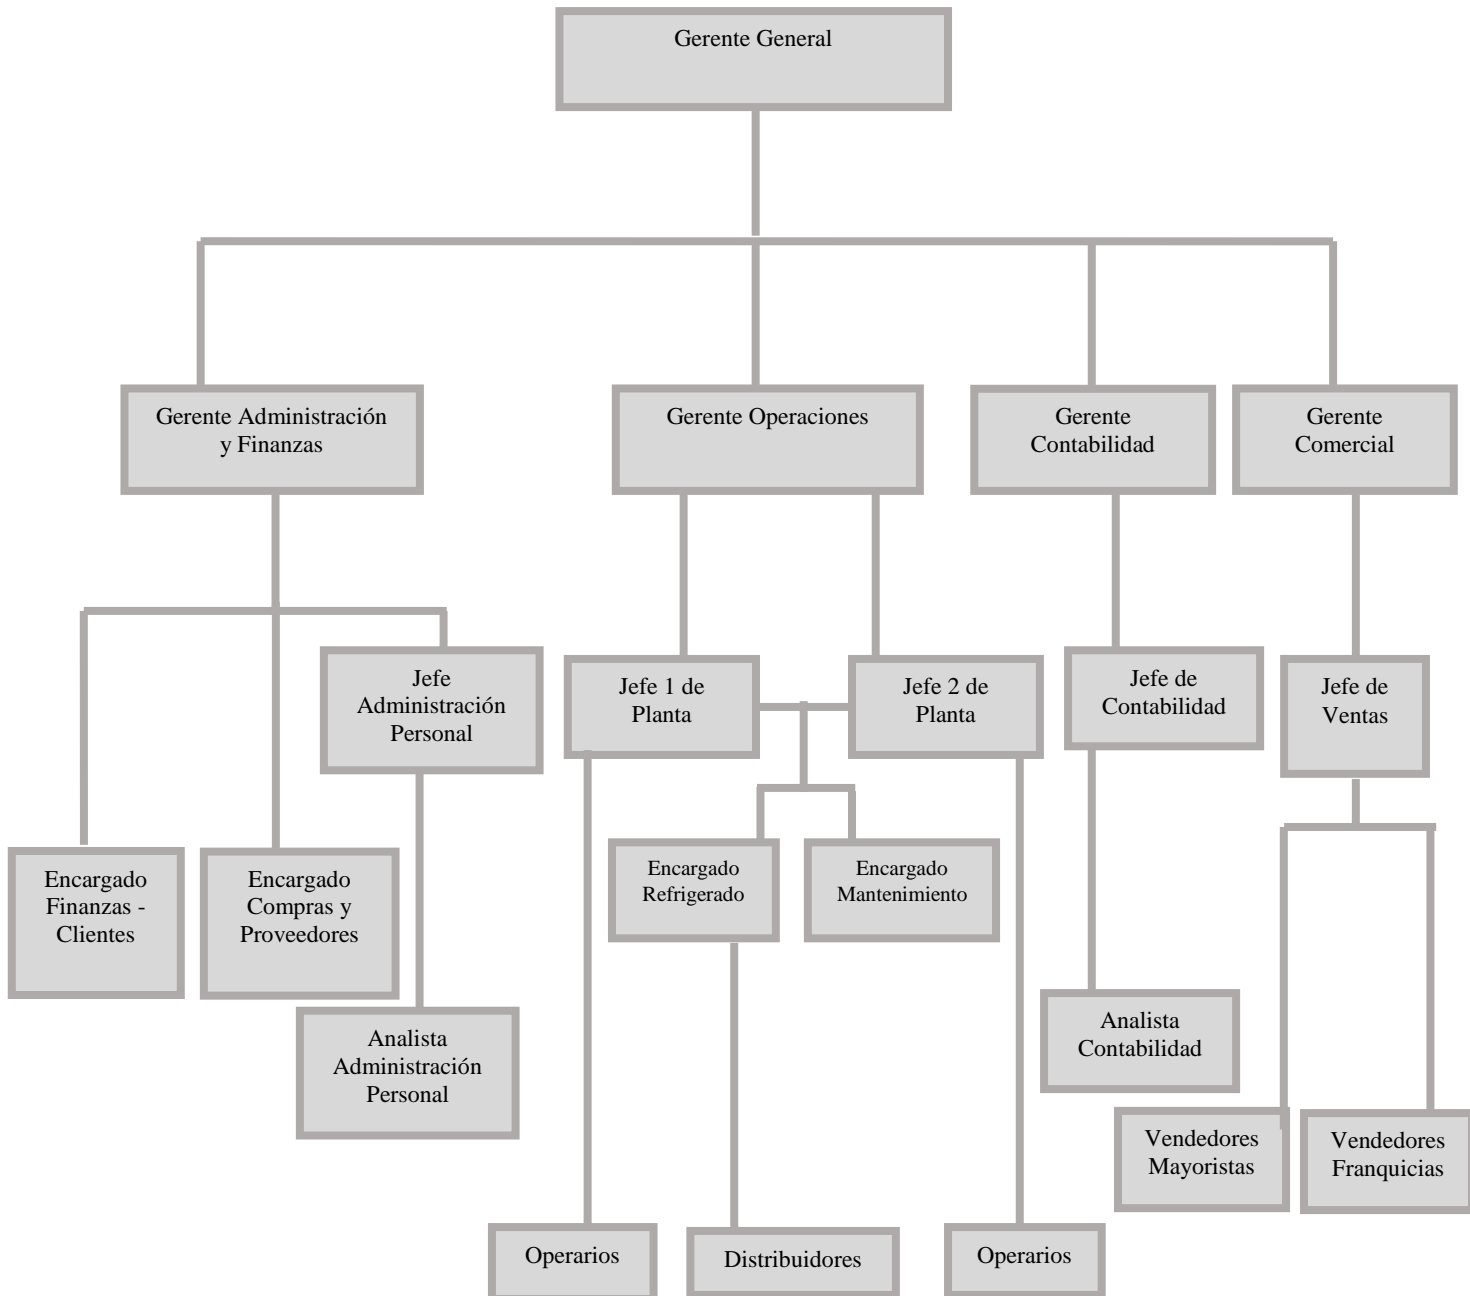 Gerente General
Gerente Administración
y Finanzas
Gerente Operaciones
Gerente
Contabilidad
Gerente
Comercial
Jefe
Administración
Personal
Jefe 1 de
Planta
Jefe 2 de
Planta
Jefe de
Contabilidad
Jefe de
Ventas
Encargado
Finanzas -
Clientes
Encargado
Compras y
Proveedores
Encargado
Refrigerado
Encargado
Mantenimiento
Analista
Administración
Personal
Analista
Contabilidad
Vendedores
Mayoristas
Vendedores
Franquicias
Operarios
Distribuidores
Operarios